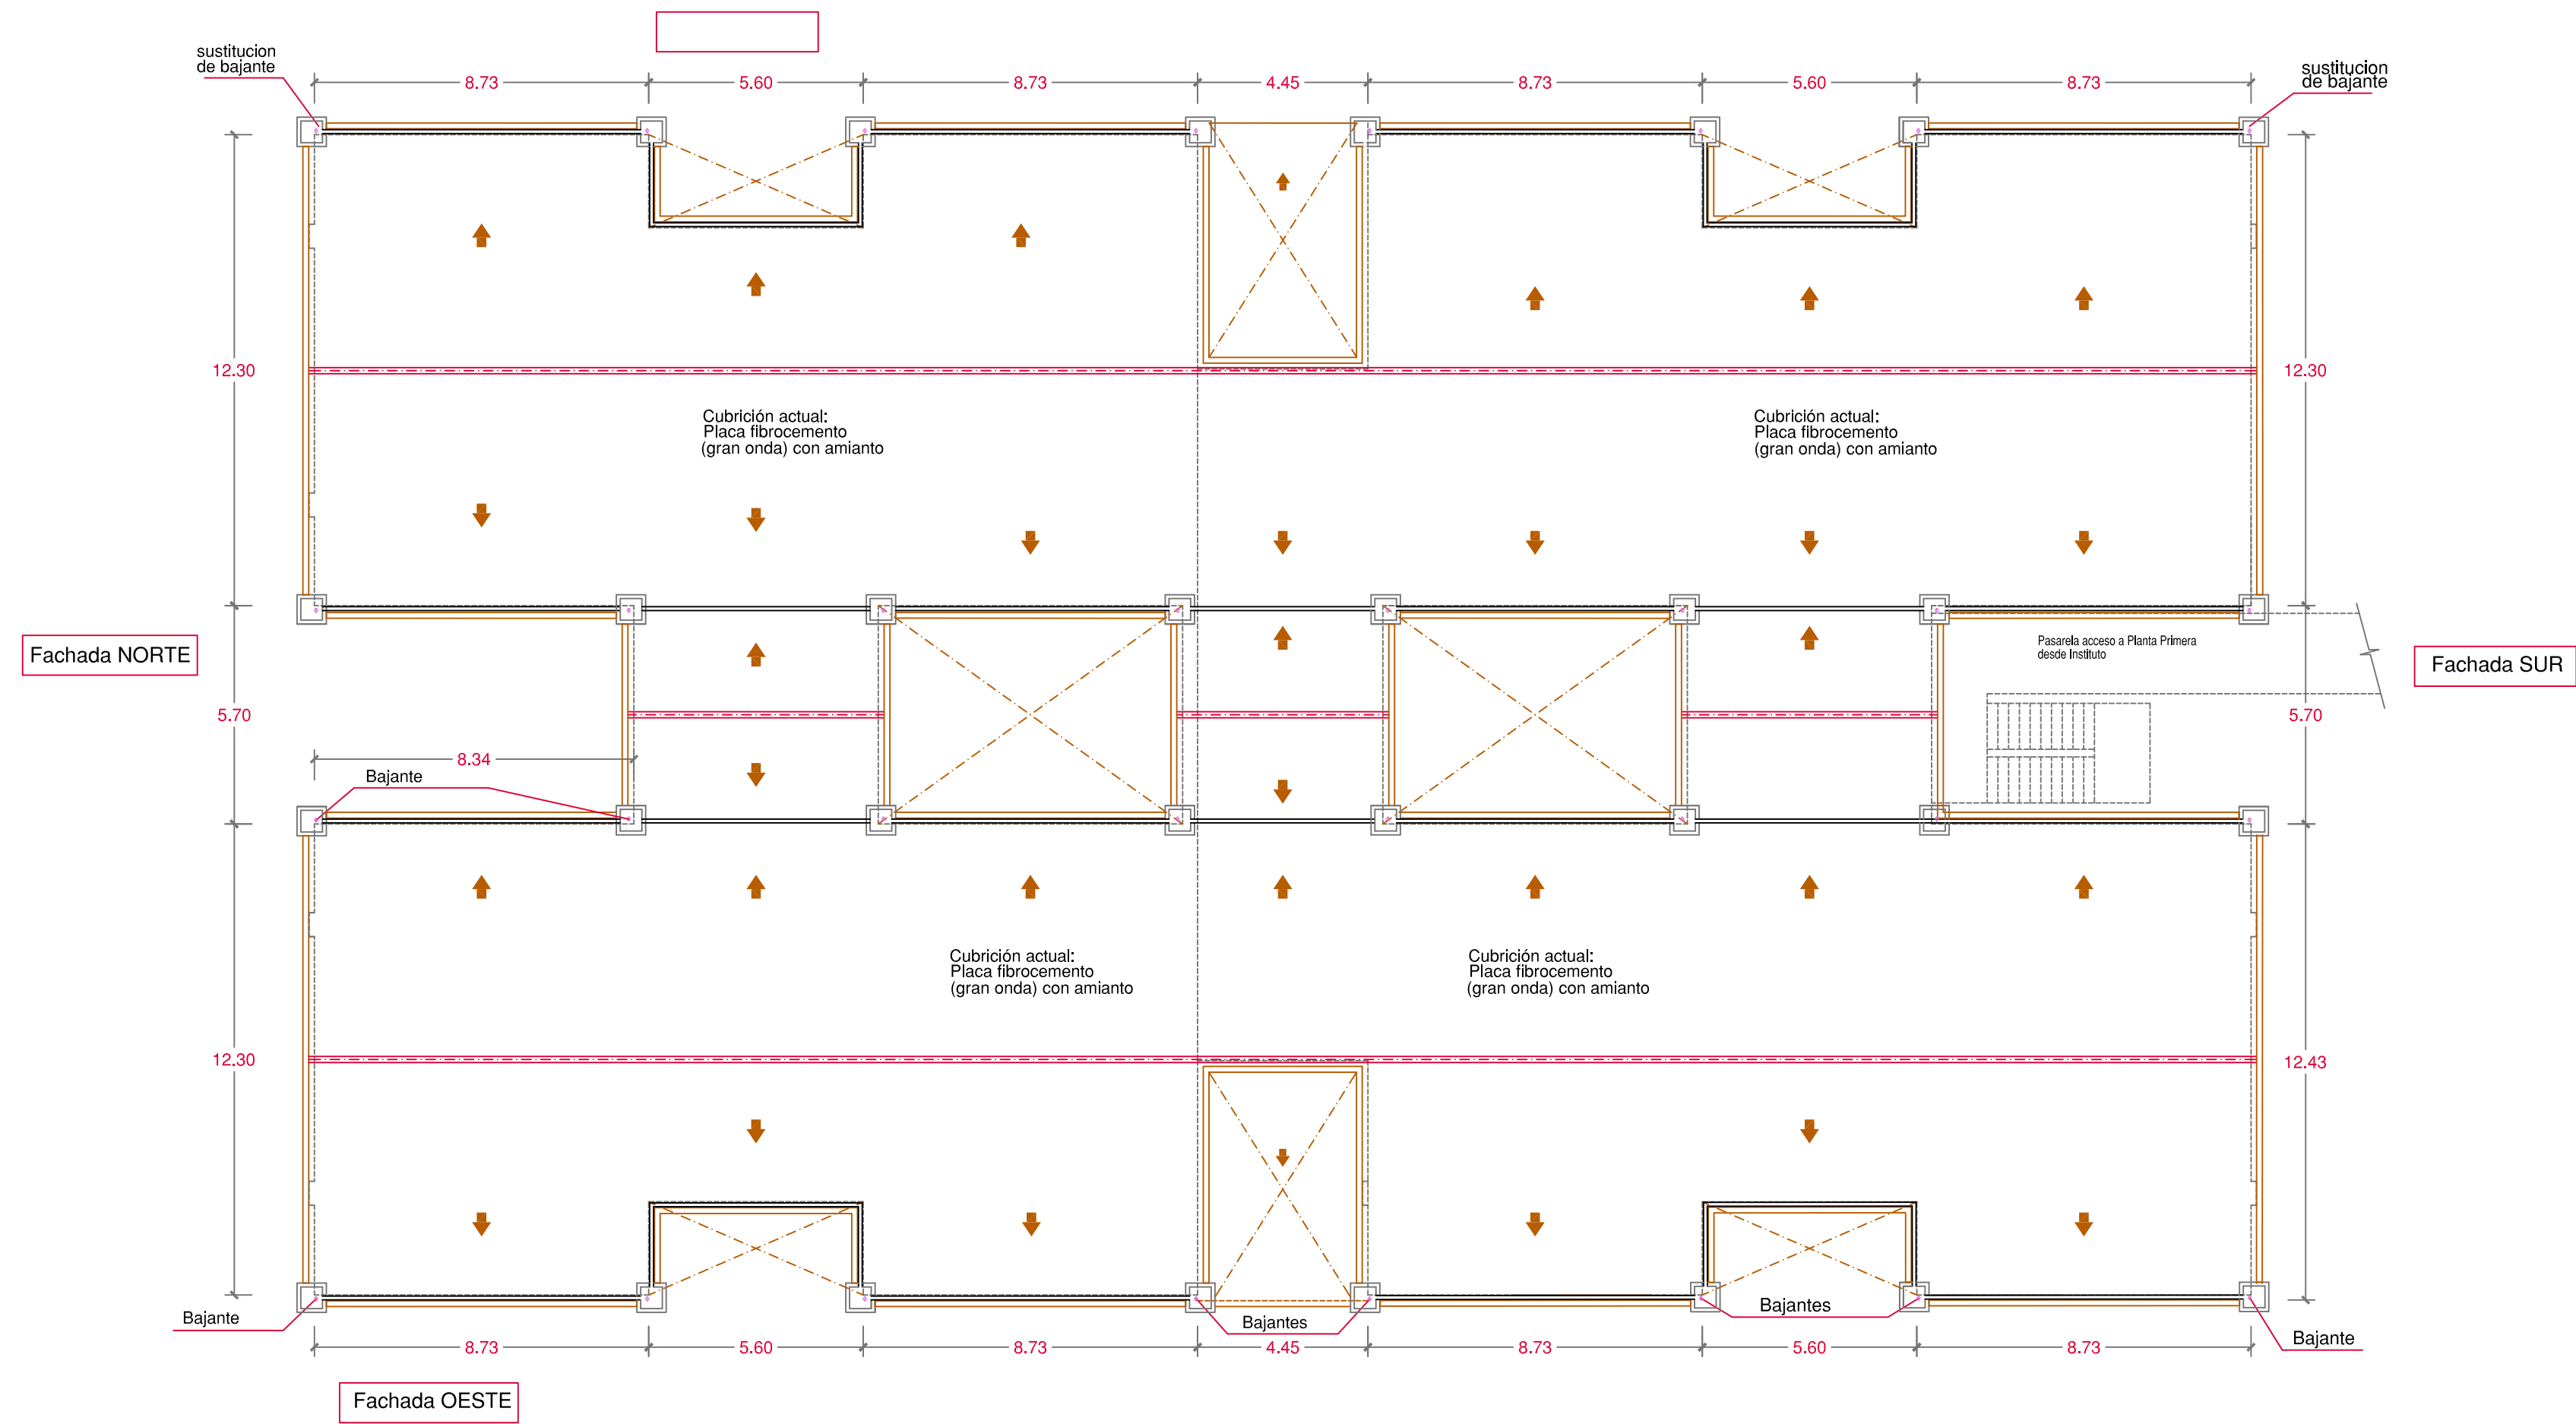 sustitucion
de bajante
sustitucion
de bajante
8.73
5.60
8.73
4.45
8.73
5.60
8.73
12.30
12.30
Cubrición actual:
Placa fibrocemento
(gran onda) con amianto
Cubrición actual:
Placa fibrocemento
(gran onda) con amianto
Fachada NORTE
Pasarela acceso a Planta Primera
desde Instituto
Fachada SUR
5.70
5.70
8.34
Bajante
Cubrición actual:
Placa fibrocemento
(gran onda) con amianto
Cubrición actual:
Placa fibrocemento
(gran onda) con amianto
12.30
12.43
Bajante
Bajantes
Bajantes
Bajante
8.73
5.60
8.73
4.45
8.73
5.60
8.73
Fachada OESTE